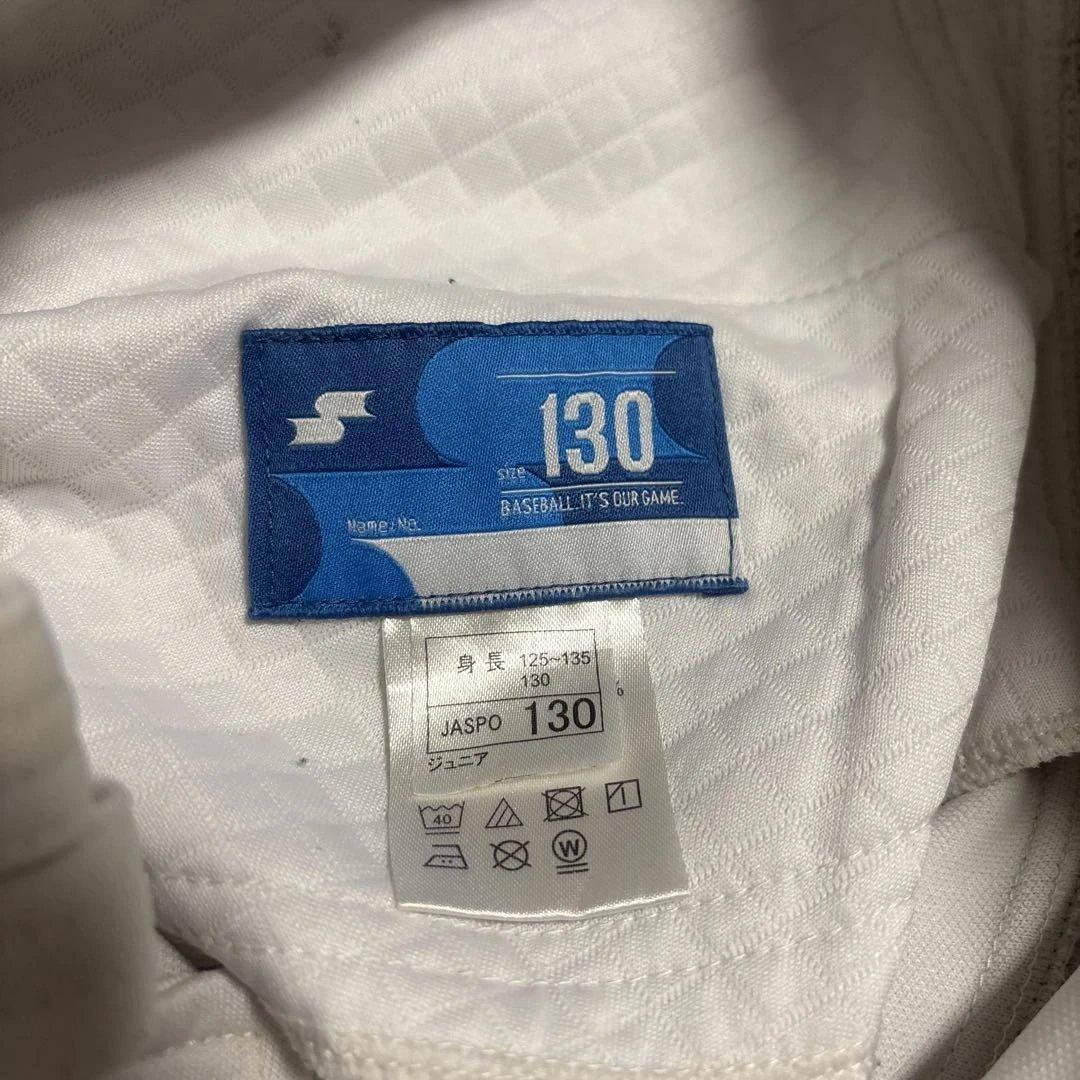 130
size
BASEBALL. IT'S OUR GAME.
Name・No.
身長 125~135
130
JASPO 130
ジュニア
%
40
W